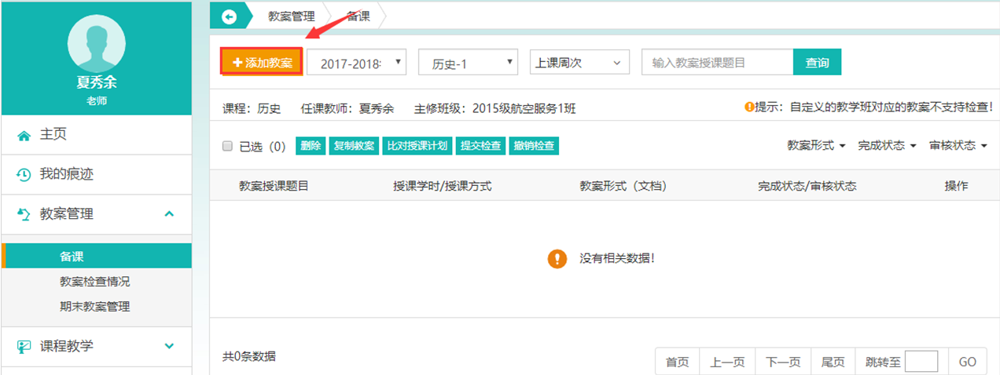 夏秀余
老师
主页
我的痕迹
教案管理
备课
教案检查情况
期末教案管理
课程教学
教案管理 备课
添加教案 2017-2018 历史-1 上课周次 输入教案授课题目 查询
课程：历史 任课教师：夏秀余 主修班级：2015级航空服务1班 提示：自定义的教学班对应的教案不支持检查！
已选（0） 删除 复制教案 比对授课计划 提交检查 撤销检查 教案形式 完成状态 审核状态
教案授课题目 授课学时/授课方式 教案形式（文档） 完成状态/审核状态 操作
没有相关数据！
共0条数据 首页 上一页 下一页 尾页 跳转至 GO